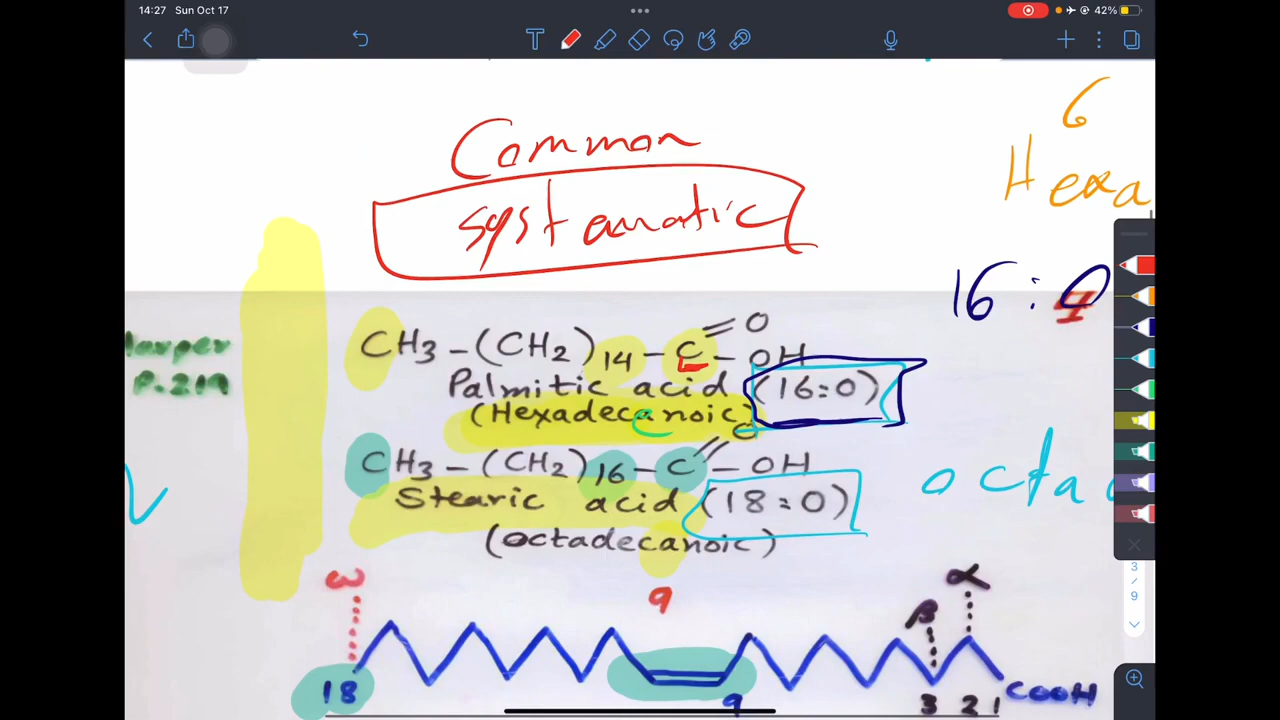 14:27 Sun Oct 17
42%
6
Hexa
Common
systematic
16:0
CH3-(CH2)14-C=O
-OH
Harper
P.219
Palmitic acid (16:0)
(Hexadecanoic)
CH3-(CH2)16-C=O
-OH
Stearic acid (18:0)
(octadecanoic)
octa
ω
9
β
α
18
9
3 2 1
COOH
3
/
9